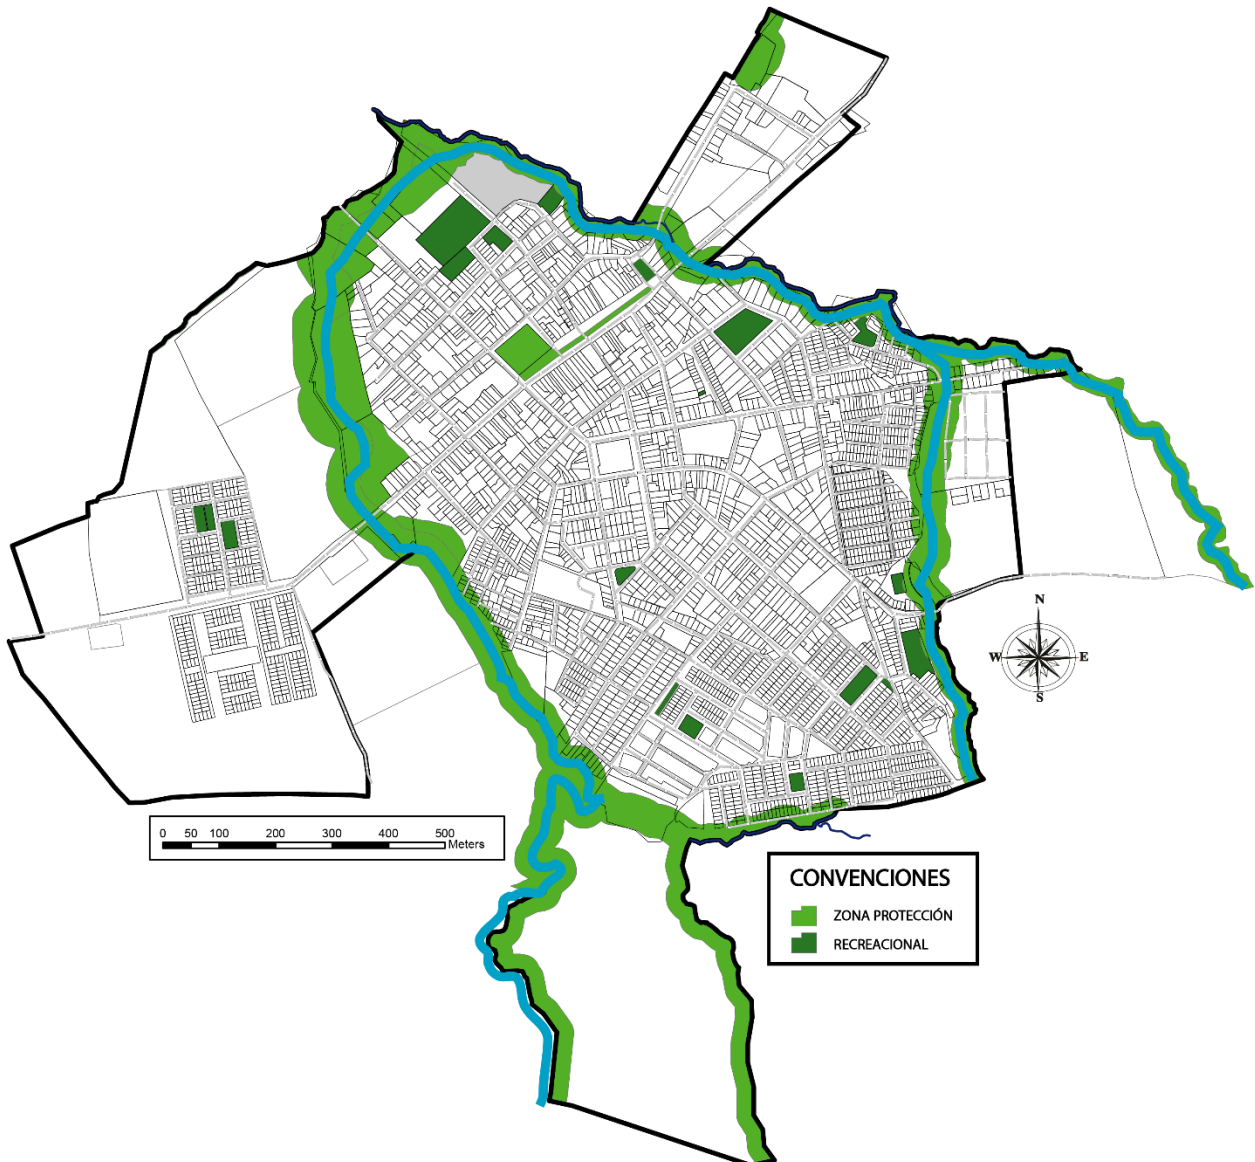 N
W E
S
0 50 100 200 300 400 500
Meters
CONVENCIONES
ZONA PROTECCIÓN
RECREACIONAL